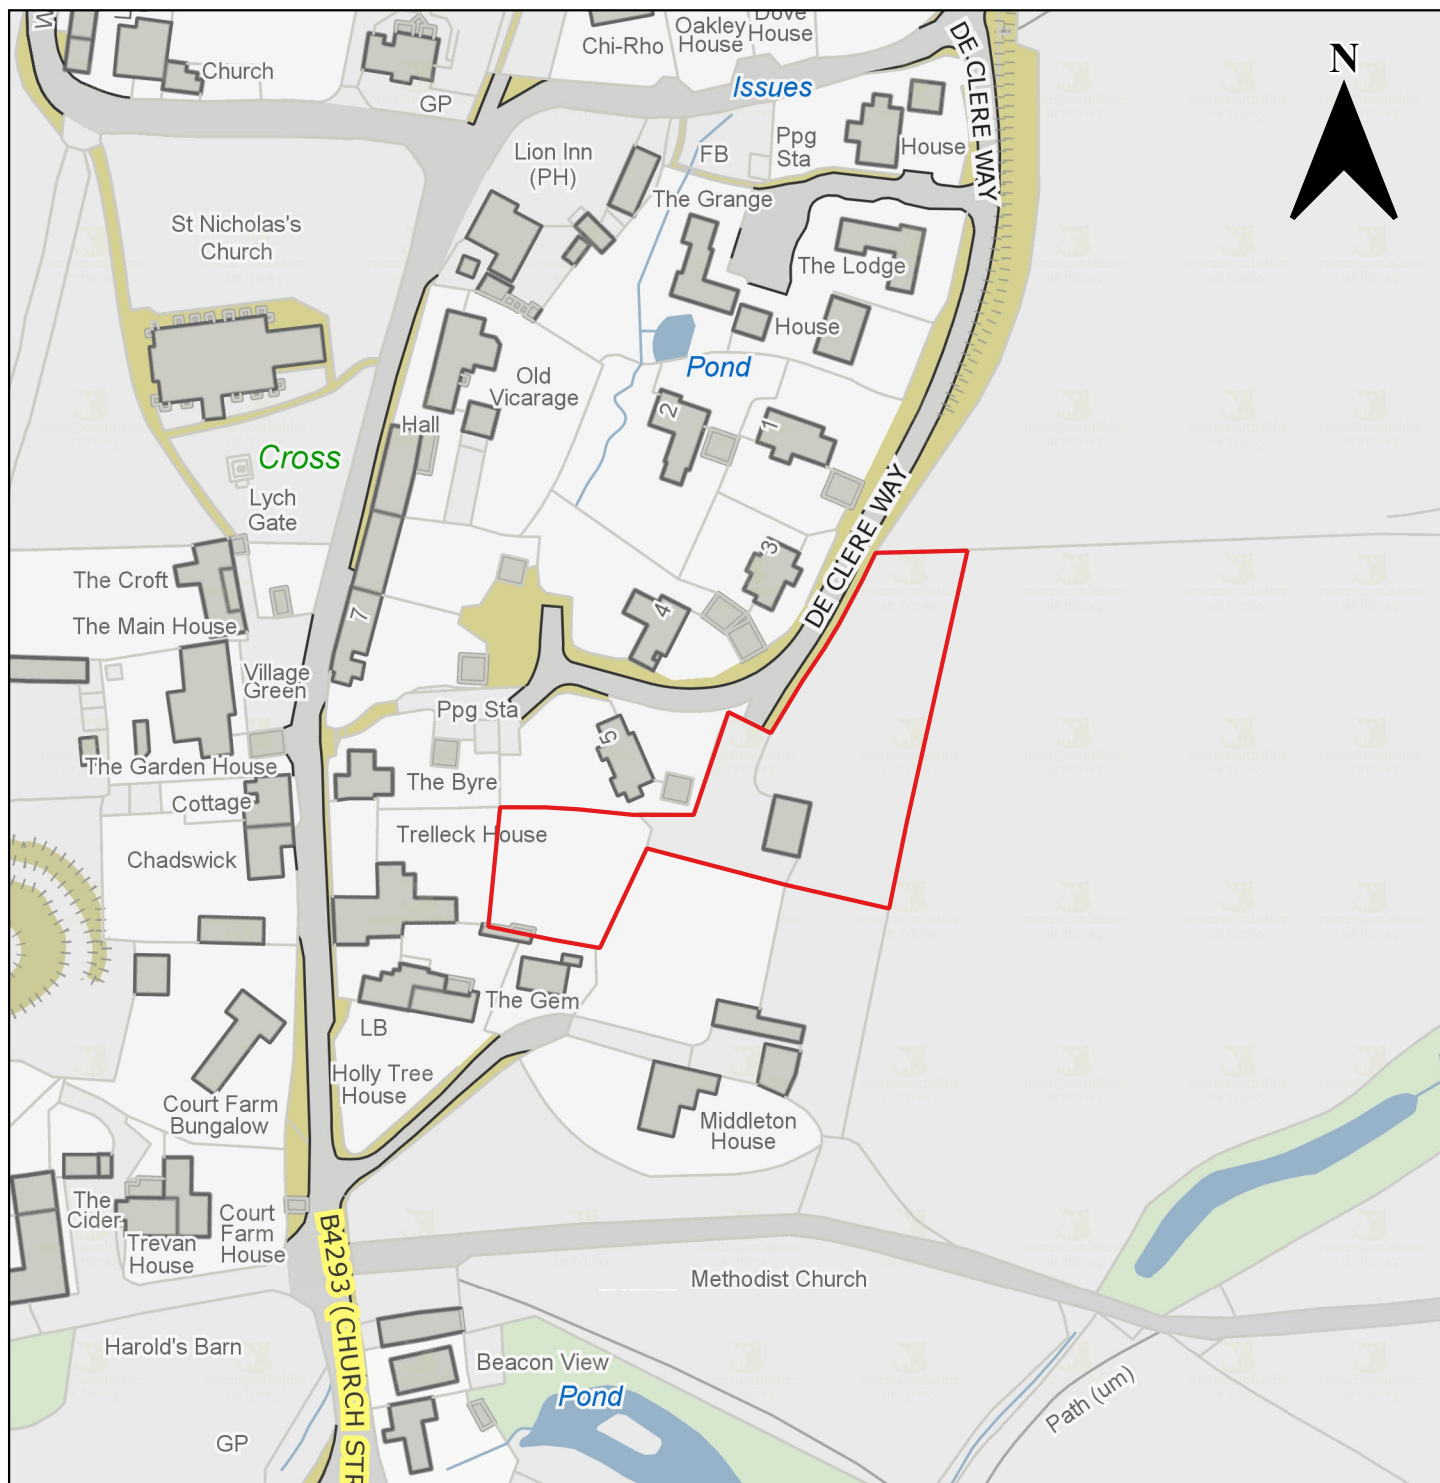 Church
GP
Chi-Rho
Oakley
House
Dove
House
Issues
DE CLERE WAY
N
Lion Inn
(PH)
FB
Ppg
Sta
House
DE CLERE WAY
The Grange
St Nicholas's
Church
The Lodge
House
Pond
Old
Vicarage
2
1
Hall
Cross
Lych
Gate
3
DE CLERE WAY
The Croft
The Main House
7
4
Village
Green
Ppg Sta
5
The Garden House
The Byre
Cottage
Trelleck House
Chadswick
The Gem
LB
Holly Tree
House
Court Farm
Bungalow
Middleton
House
The
Cider
Trevan
House
Court
Farm
House
B4293 (CHURCH STR
Methodist Church
Harold's Barn
Beacon View
Pond
Path (um)
GP